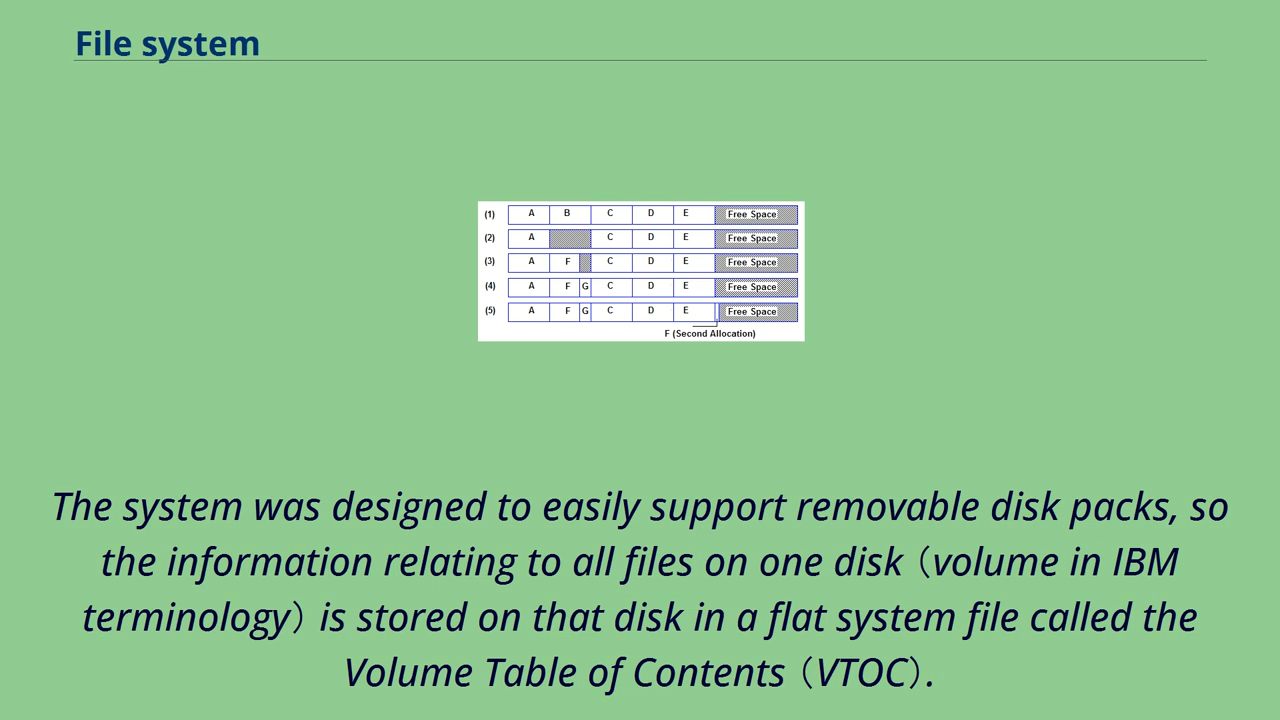 File system
(1) A B C D E Free Space
(2) A C D E Free Space
(3) A F C D E Free Space
(4) A F G C D E Free Space
(5) A F G C D E Free Space
F (Second Allocation)
The system was designed to easily support removable disk packs, so
the information relating to all files on one disk (volume in IBM
terminology) is stored on that disk in a flat system file called the
Volume Table of Contents (VTOC).